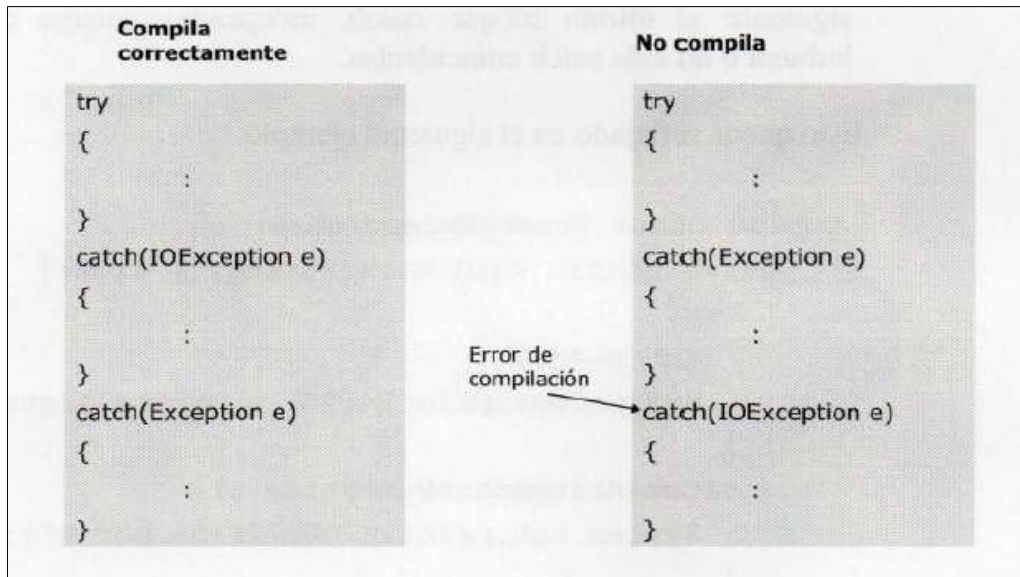 Compila
correctamente
try
{
:
}
catch(IOException e)
{
:
}
catch(Exception e)
{
:
}
No compila
try
{
:
}
catch(Exception e)
{
:
}
Error de
compilación
catch(IOException e)
{
:
}